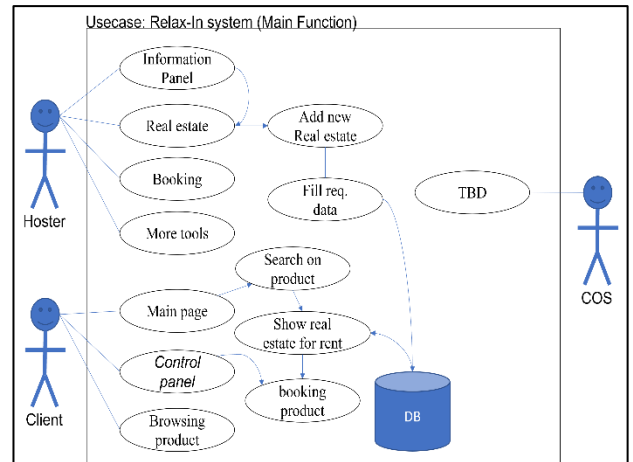 Usecase: Relax-In system (Main Function)
Information
Panel
Real estate
Add new
Real estate
Booking
Fill req.
data
TBD
Hoster
More tools
COS
Search on
product
Main page
Show real
estate for rent
Control
panel
booking
product
DB
Client
Browsing
product